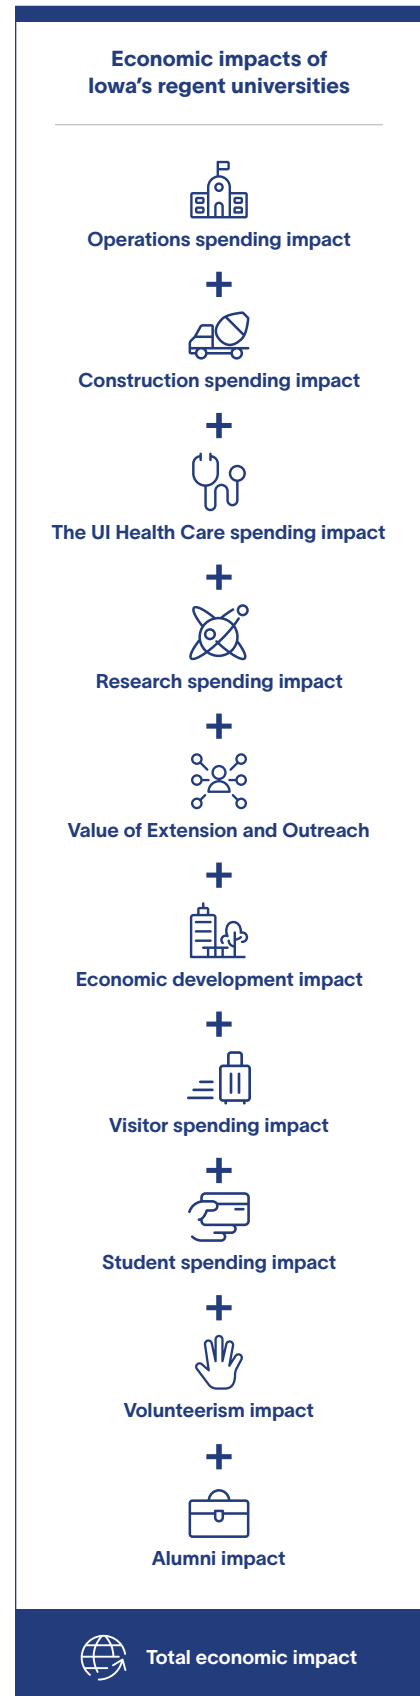 Economic impacts of
Iowa's regent universities
Operations spending impact
+
Construction spending impact
+
The UI Health Care spending impact
+
Research spending impact
+
Value of Extension and Outreach
+
Economic development impact
+
Visitor spending impact
+
Student spending impact
+
Volunteerism impact
+
Alumni impact
Total economic impact